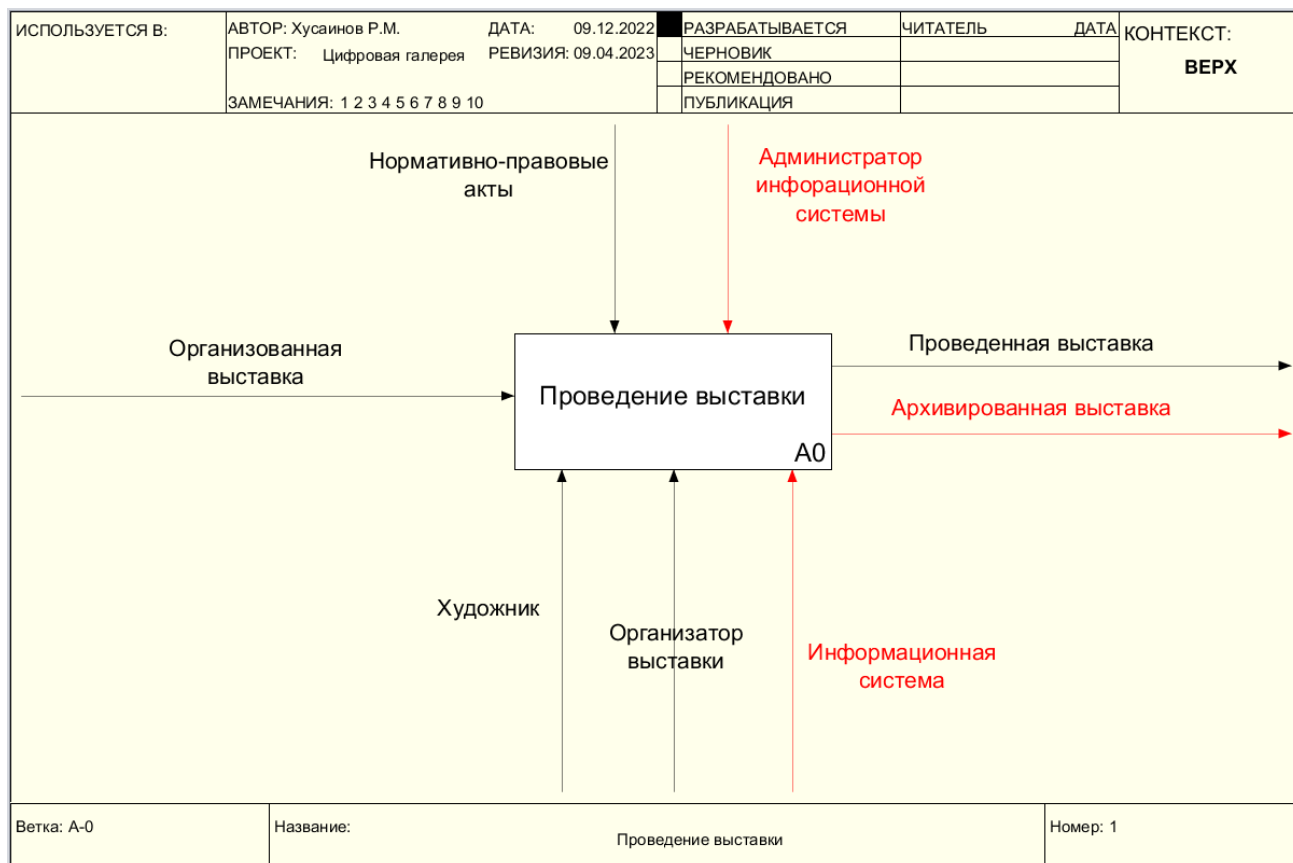 ИСПОЛЬЗУЕТСЯ В:
АВТОР: Хусаинов Р.М.
ДАТА: 09.12.2022
ПРОЕКТ: Цифровая галерея
РЕВИЗИЯ: 09.04.2023
ЗАМЕЧАНИЯ: 1 2 3 4 5 6 7 8 9 10
РАЗРАБАТЫВАЕТСЯ
ЧЕРНОВИК
РЕКОМЕНДОВАНО
ПУБЛИКАЦИЯ
ЧИТАТЕЛЬ
ДАТА
КОНТЕКСТ:
ВЕРХ
Нормативно-правовые
акты
Администратор
инфорационной
системы
Организованная
выставка
Проведение выставки
A0
Проведенная выставка
Архивированная выставка
Художник
Организатор
выставки
Информационная
система
Ветка: A-0
Название:
Проведение выставки
Номер: 1